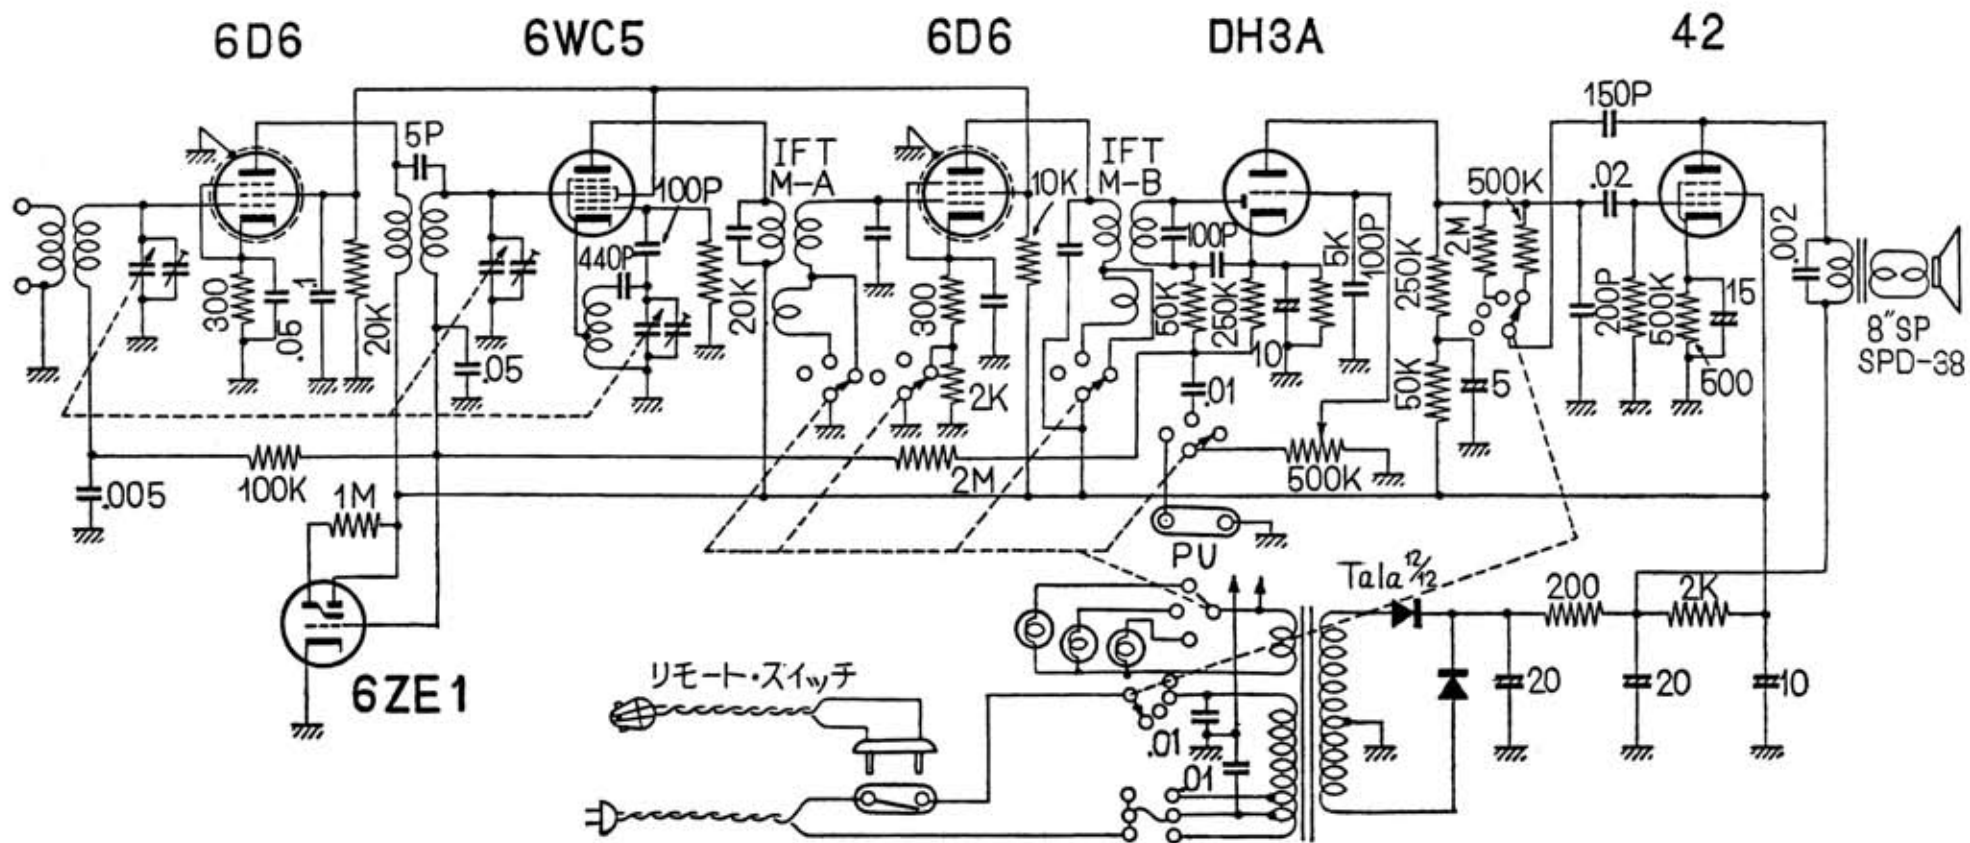 6D6
6WC5
6D6
DH3A
42
5P
150P
IFT
M-A
IFT
M-B
100P
10K
500K
.02
.002
440P
100P
5K
100P
250K
2M
300
.05
.1
20K
20K
300
50K
250K
200P
500K
15
8"SP
SPD-38
.05
10
50K
5
500
2K
.01
100K
2M
500K
.005
1M
PU
Tala 12/12
200
2K
6ZE1
リモート・スイッチ
20
20
10
.01
.01